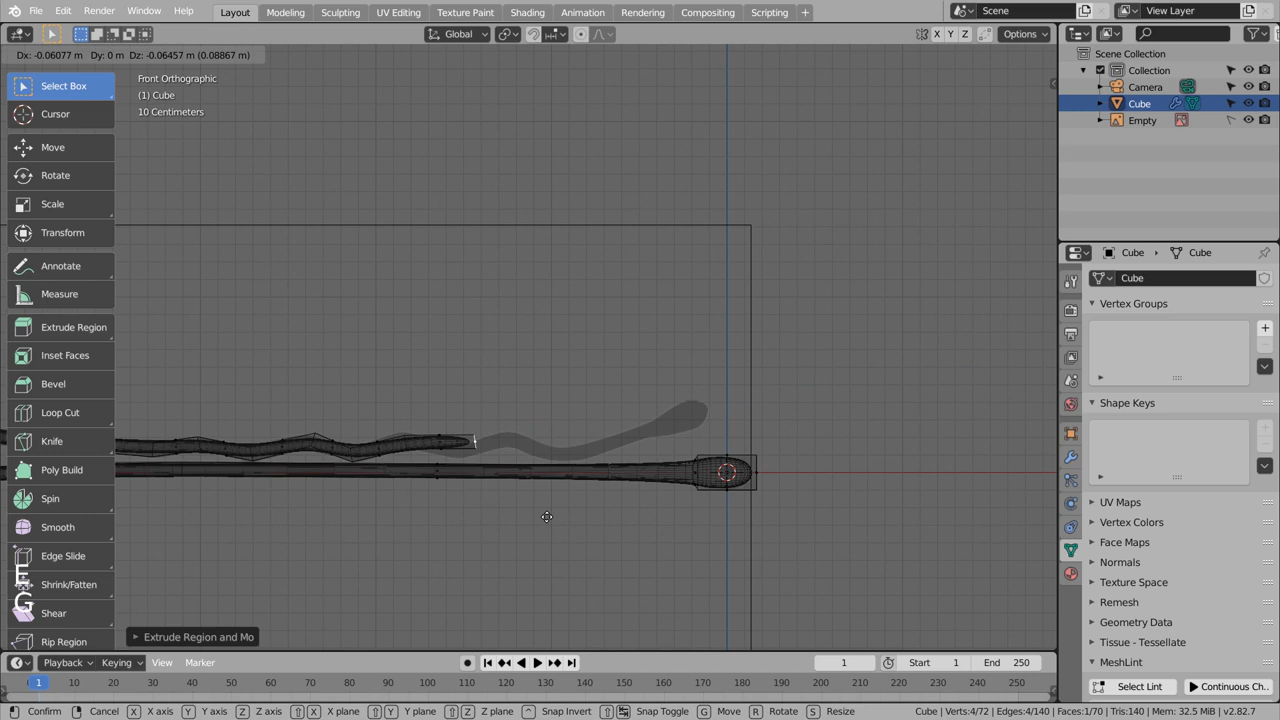 File Edit Render Window Help Layout Modeling Sculpting UV Editing Texture Paint Shading Animation Rendering Compositing Scripting + Scene View Layer
Global X Y Z Options
Dx: -0.06077 m Dy: 0 m Dz: -0.06457 m (0.08867 m)
Front Orthographic
(1) Cube
10 Centimeters
Select Box
Cursor
Move
Rotate
Scale
Transform
Annotate
Measure
Extrude Region
Inset Faces
Bevel
Loop Cut
Knife
Poly Build
Spin
Smooth
Edge Slide
Shrink/Fatten
Shear
Rip Region
E
G
Extrude Region and Mo
Scene Collection
Collection
Camera
Cube
Empty
Cube Cube
Cube
Vertex Groups
Shape Keys
UV Maps
Vertex Colors
Face Maps
Normals
Texture Space
Remesh
Geometry Data
Tissue - Tessellate
MeshLint
Select Lint Continuous Ch..
Playback Keying View Marker 1 Start 1 End 250
1 10 20 30 40 50 60 70 80 90 100 110 120 130 140 150 160 170 180 190 200 210 220 230 240 250
Confirm Cancel X X axis Y Y axis Z Z axis X X plane Y Y plane Z Z plane Snap Invert Snap Toggle G Move R Rotate S Resize Cube | Verts:4/72 | Edges:4/140 | Faces:1/70 | Tris:140 | Mem: 32.5 MiB | v2.82.7